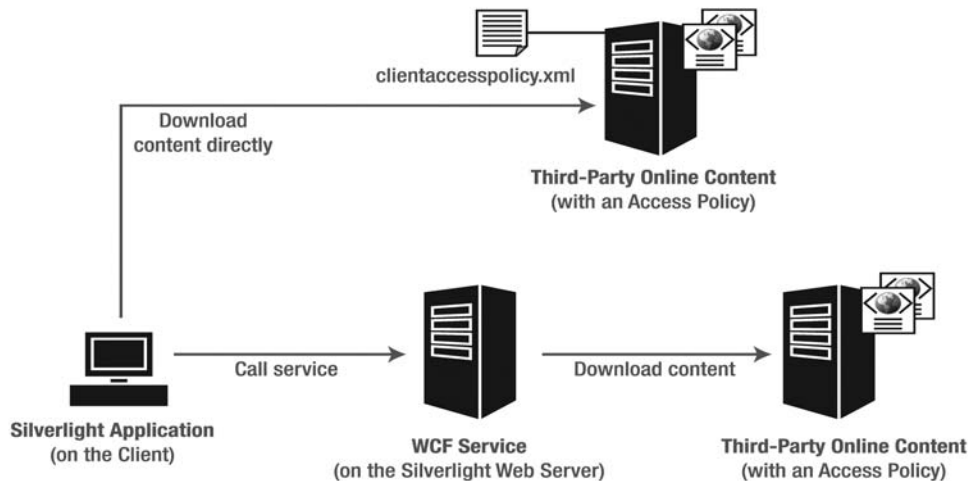 clientaccesspolicy.xml
Download
content directly
Third-Party Online Content
(with an Access Policy)
Call service
Download content
Silverlight Application
(on the Client)
WCF Service
(on the Silverlight Web Server)
Third-Party Online Content
(with an Access Policy)